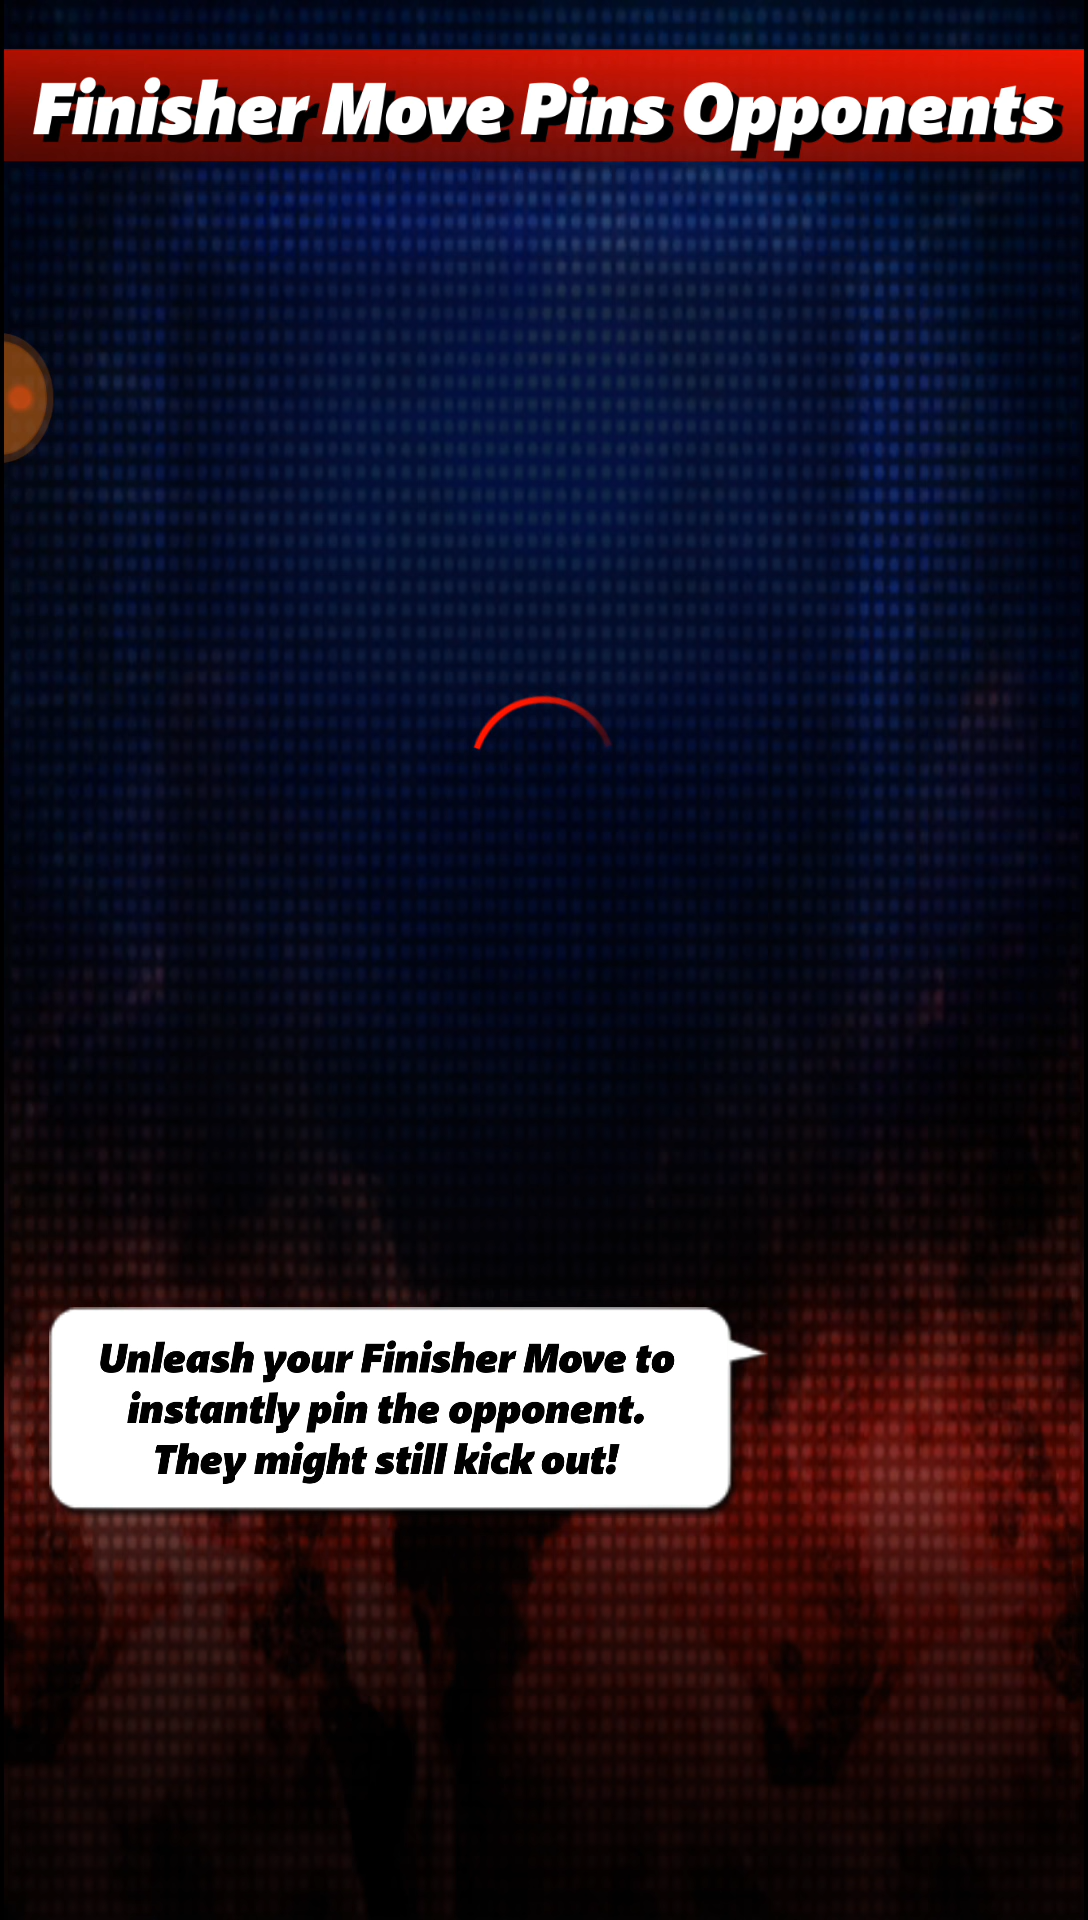 Finisher Move Pins Opponents
Unleash your Finisher Move to
instantly pin the opponent.
They might still kick out!